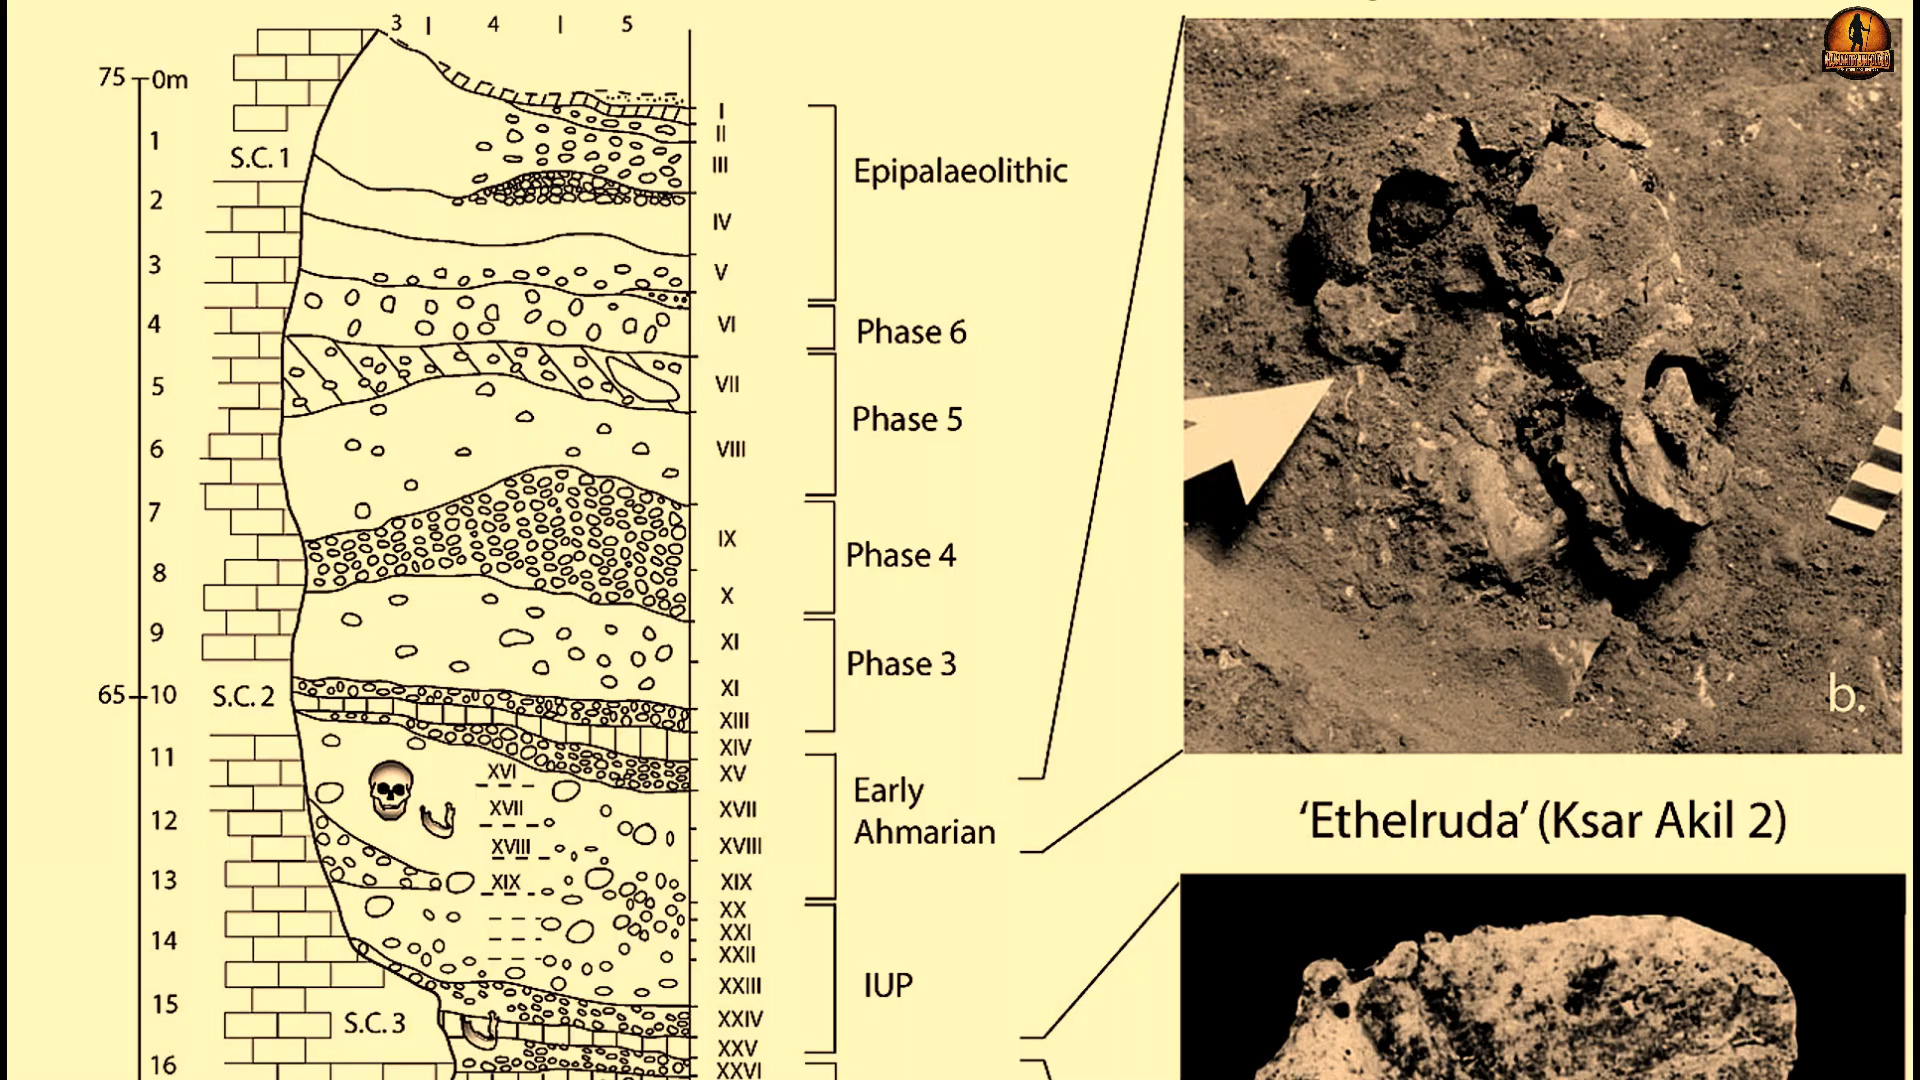 3 | 4 | 5
75 0m
1
S.C. 1
2
3
4
5
6
7
8
9
65 10
S.C. 2
11
12
13
14
15
S.C. 3
16
XVI
XVII
XVIII
XIX
I
II
III
IV
V
VI
VII
VIII
IX
X
XI
XI
XIII
XIV
XV
XVII
XVIII
XIX
XX
XXI
XXII
XXIII
XXIV
XXV
XXVI
Epipalaeolithic
Phase 6
Phase 5
Phase 4
Phase 3
Early
Ahmarian
IUP
b.
‘Ethelruda’ (Ksar Akil 2)